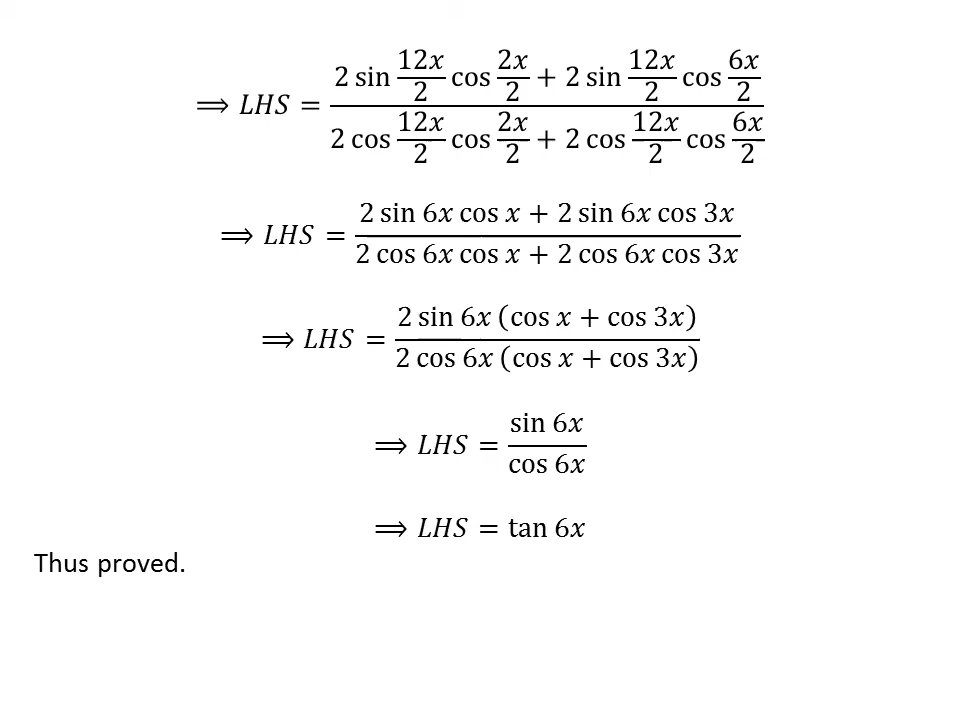 ⟹ LHS = (2 sin 12x/2 cos 2x/2 + 2 sin 12x/2 cos 6x/2)/(2 cos 12x/2 cos 2x/2 + 2 cos 12x/2 cos 6x/2)
⟹ LHS = (2 sin 6x cos x + 2 sin 6x cos 3x)/(2 cos 6x cos x + 2 cos 6x cos 3x)
⟹ LHS = (2 sin 6x (cos x + cos 3x))/(2 cos 6x (cos x + cos 3x))
⟹ LHS = (sin 6x)/(cos 6x)
⟹ LHS = tan 6x
Thus proved.